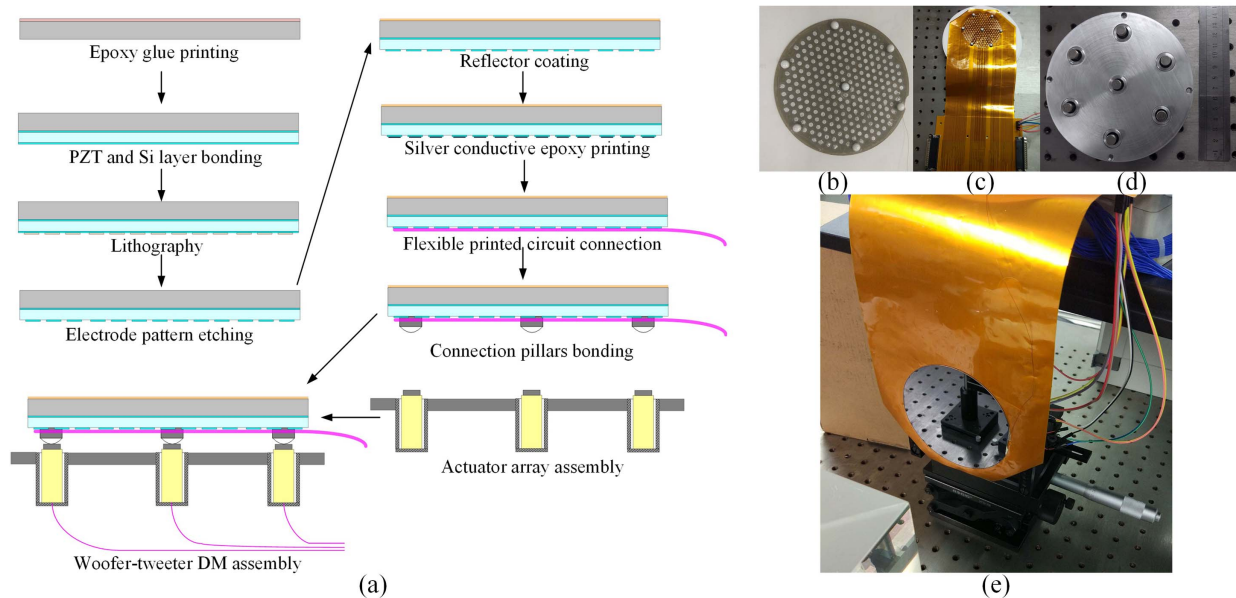 Epoxy glue printing
PZT and Si layer bonding
Lithography
Electrode pattern etching
Reflector coating
Silver conductive epoxy printing
Flexible printed circuit connection
Connection pillars bonding
Actuator array assembly
Woofer-tweeter DM assembly
(a)
(b)
(c)
(d)
(e)